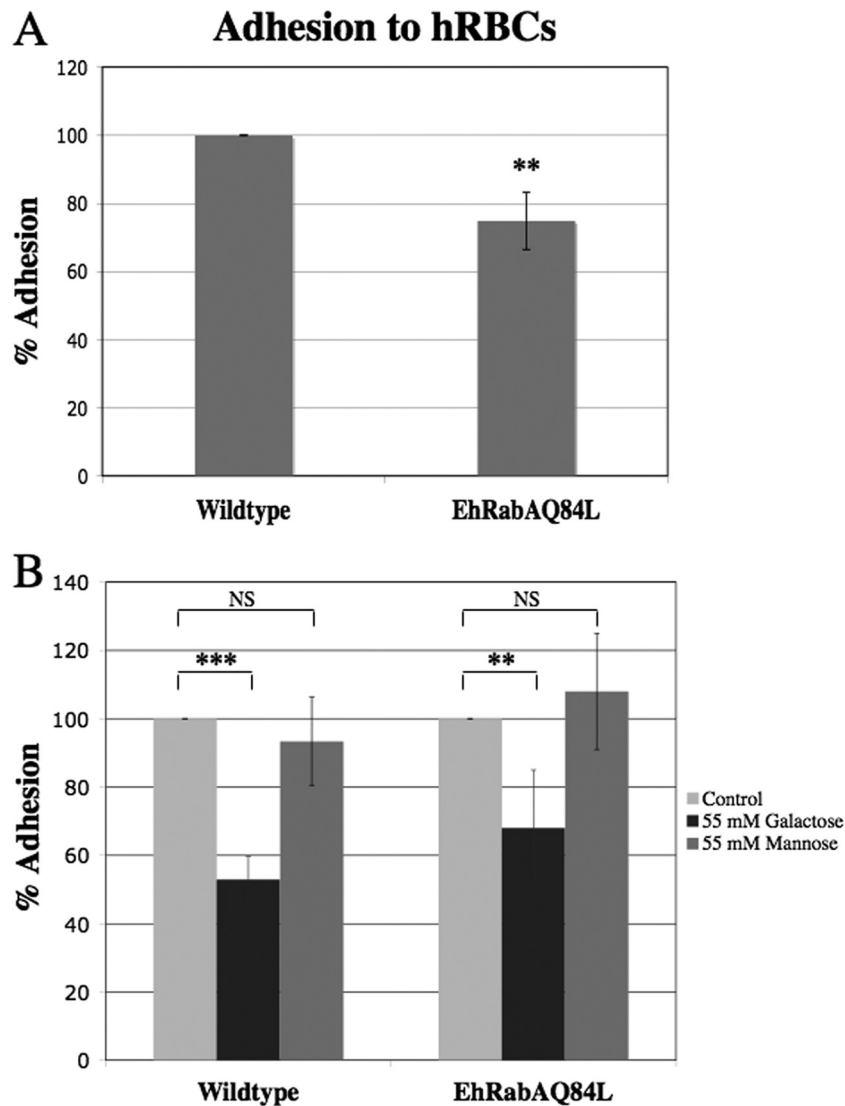 A
Adhesion to hRBCs
120
100
80
60
40
20
0
% Adhesion
**
Wildtype
EhRabAQ84L
B
140
120
100
80
60
40
20
0
% Adhesion
NS
NS
***
**
Control
55 mM Galactose
55 mM Mannose
Wildtype
EhRabAQ84L